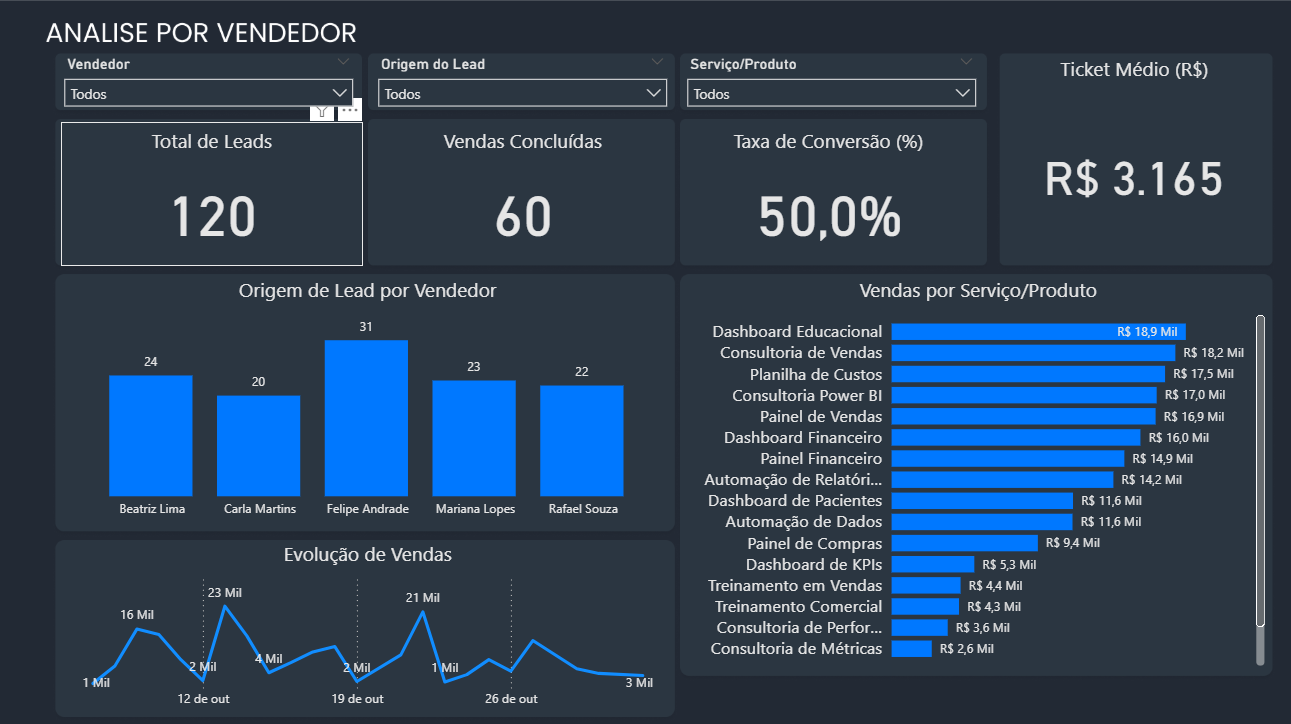 ANALISE POR VENDEDOR
Vendedor
Todos
Origem do Lead
Todos
Serviço/Produto
Todos
Ticket Médio (R$)
R$ 3.165
Total de Leads
120
Vendas Concluídas
60
Taxa de Conversão (%)
50,0%
Origem de Lead por Vendedor
24
20
31
23
22
Beatriz Lima
Carla Martins
Felipe Andrade
Mariana Lopes
Rafael Souza
Vendas por Serviço/Produto
Dashboard Educacional R$ 18,9 Mil
Consultoria de Vendas R$ 18,2 Mil
Planilha de Custos R$ 17,5 Mil
Consultoria Power BI R$ 17,0 Mil
Painel de Vendas R$ 16,9 Mil
Dashboard Financeiro R$ 16,0 Mil
Painel Financeiro R$ 14,9 Mil
Automação de Relatóri... R$ 14,2 Mil
Dashboard de Pacientes R$ 11,6 Mil
Automação de Dados R$ 11,6 Mil
Painel de Compras R$ 9,4 Mil
Dashboard de KPIs R$ 5,3 Mil
Treinamento em Vendas R$ 4,4 Mil
Treinamento Comercial R$ 4,3 Mil
Consultoria de Perfor... R$ 3,6 Mil
Consultoria de Métricas R$ 2,6 Mil
Evolução de Vendas
1 Mil
16 Mil
2 Mil
23 Mil
4 Mil
2 Mil
21 Mil
1 Mil
3 Mil
12 de out
19 de out
26 de out